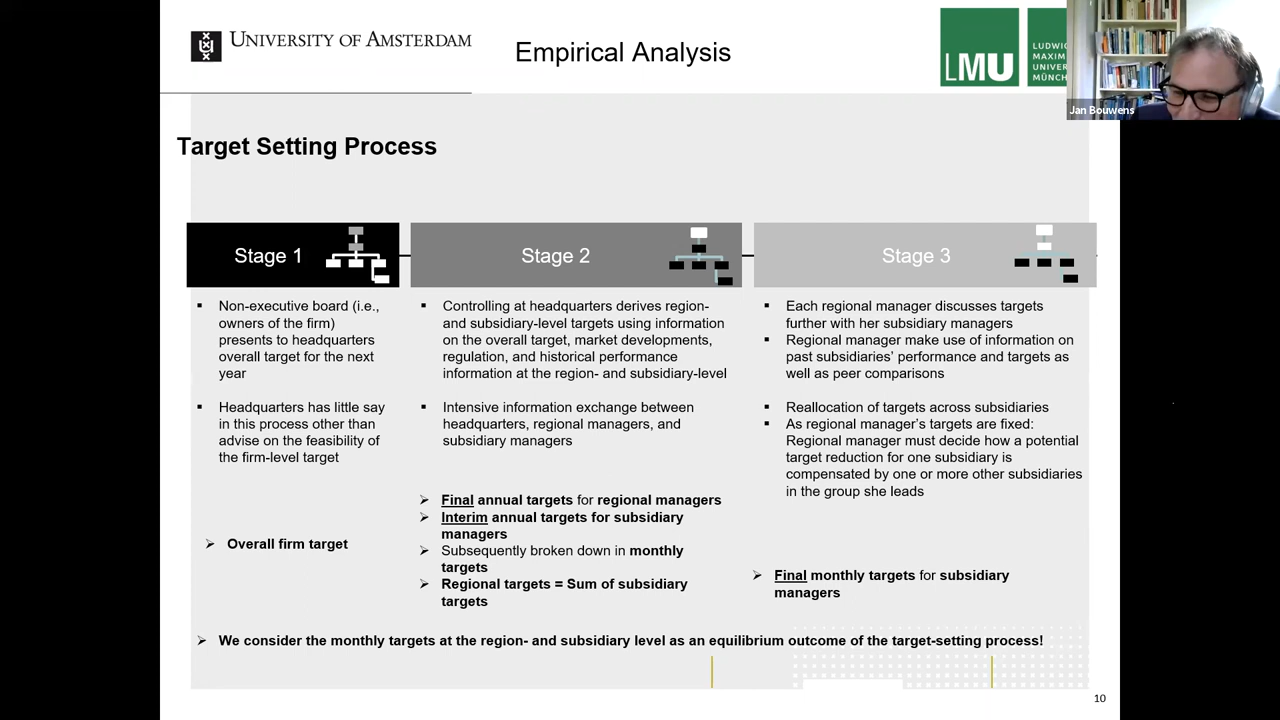 UNIVERSITY OF AMSTERDAM
Empirical Analysis
LMU
LUDWIG
MAXIM
UNIVER
MÜNCH
Jan Bouwens
Target Setting Process
Stage 1
Non-executive board (i.e.,
owners of the firm)
presents to headquarters
overall target for the next
year
Headquarters has little say
in this process other than
advise on the feasibility of
the firm-level target
Overall firm target
Stage 2
Controlling at headquarters derives region-
and subsidiary-level targets using information
on the overall target, market developments,
regulation, and historical performance
information at the region- and subsidiary-level
Intensive information exchange between
headquarters, regional managers, and
subsidiary managers
Final annual targets for regional managers
Interim annual targets for subsidiary
managers
Subsequently broken down in monthly
targets
Regional targets = Sum of subsidiary
targets
Stage 3
Each regional manager discusses targets
further with her subsidiary managers
Regional manager make use of information on
past subsidiaries' performance and targets as
well as peer comparisons
Reallocation of targets across subsidiaries
As regional manager's targets are fixed:
Regional manager must decide how a potential
target reduction for one subsidiary is
compensated by one or more other subsidiaries
in the group she leads
Final monthly targets for subsidiary
managers
We consider the monthly targets at the region- and subsidiary level as an equilibrium outcome of the target-setting process!
10